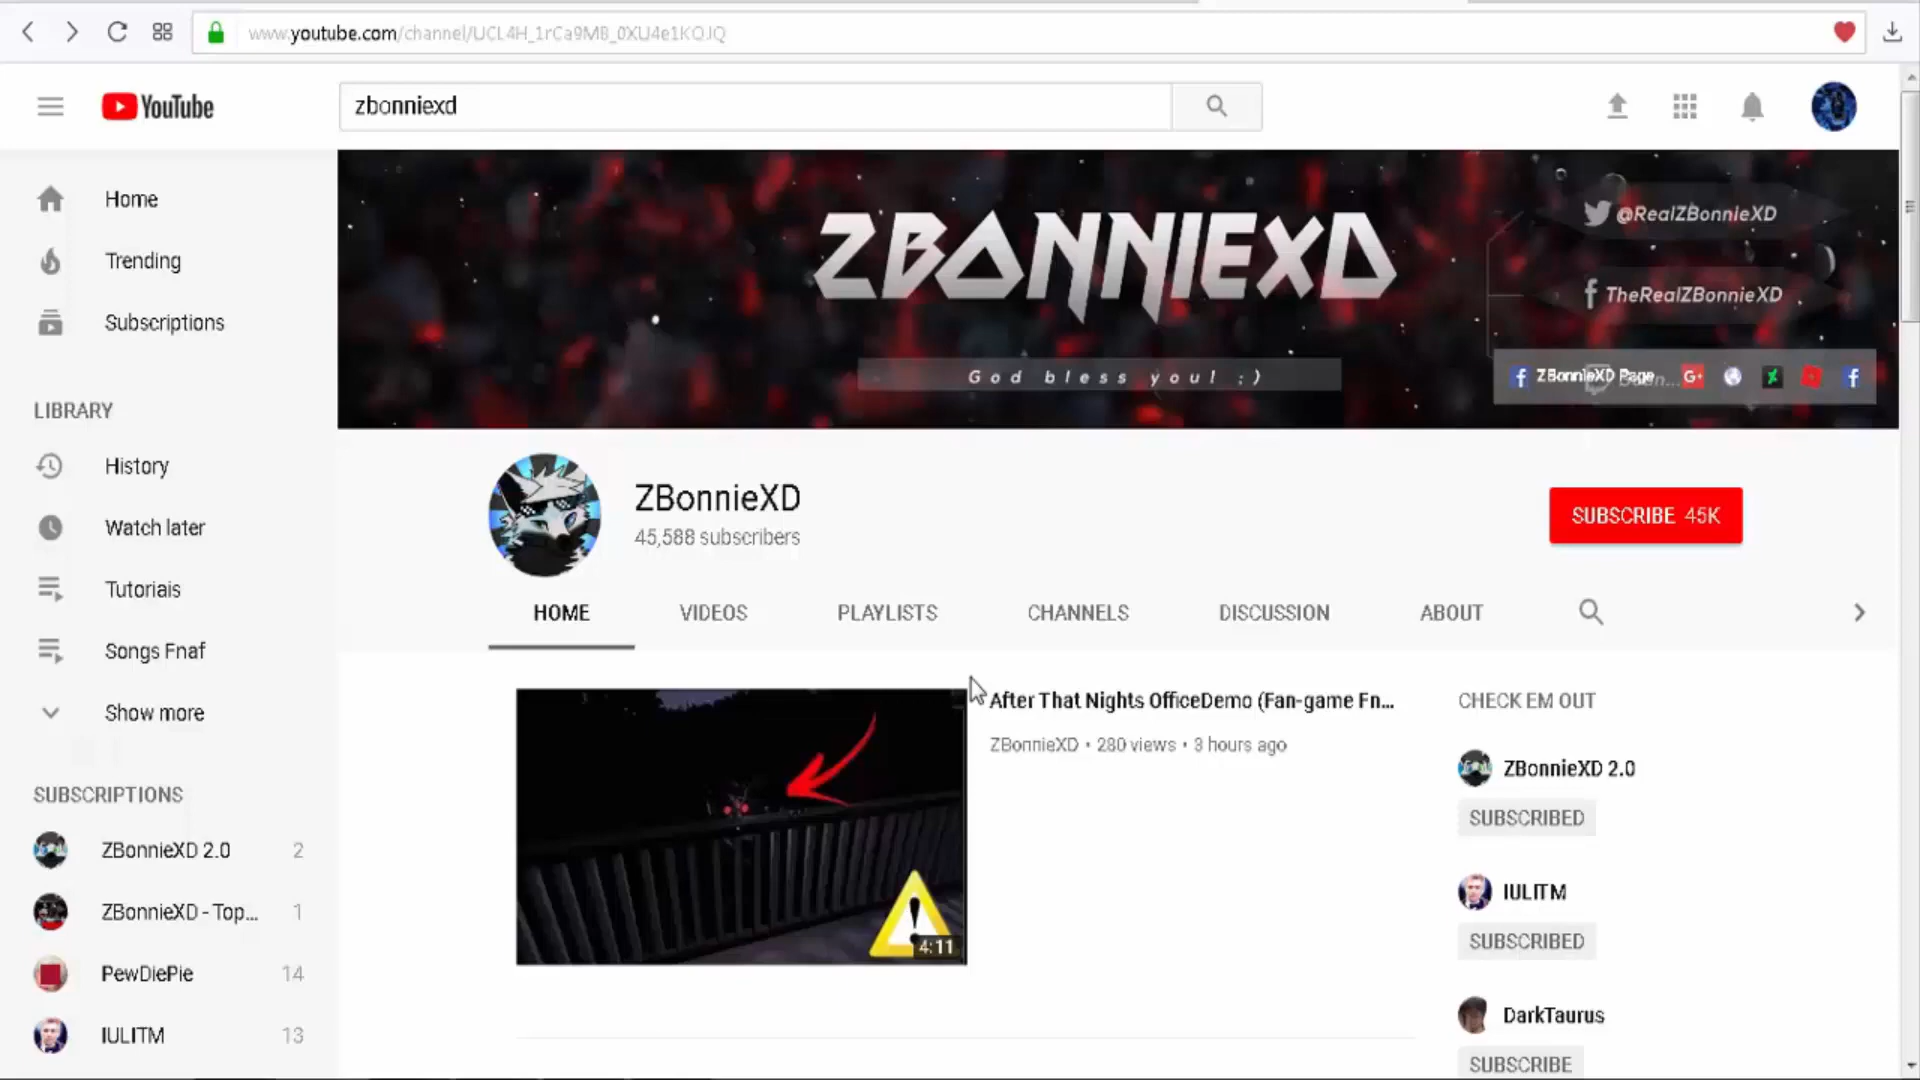 www.youtube.com/channel/UCL4H_1rCa9MB_0XU4e1KQJQ
YouTube
zbonniexd
Home
Trending
Subscriptions
LIBRARY
History
Watch later
Tutorials
Songs Fnaf
Show more
SUBSCRIPTIONS
ZBonnieXD 2.0 2
ZBonnieXD - Top... 1
PewDiePie 14
IULITM 13
ZBONNIEXD
God bless you! ;)
@RealZBonnieXD
TheRealZBonnieXD
ZBonnieXD Page
ZBonnieXD
45,588 subscribers
SUBSCRIBE 45K
HOME VIDEOS PLAYLISTS CHANNELS DISCUSSION ABOUT
4:11
After That Nights OfficeDemo (Fan-game Fn...
ZBonnieXD • 280 views • 3 hours ago
CHECK EM OUT
ZBonnieXD 2.0
SUBSCRIBED
IULITM
SUBSCRIBED
DarkTaurus
SUBSCRIBE